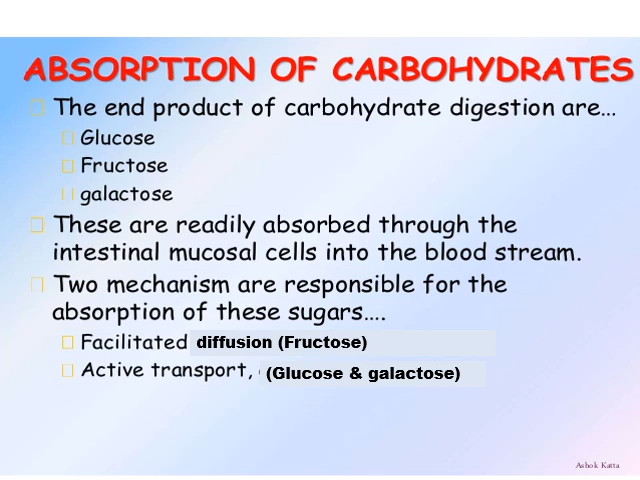 ABSORPTION OF CARBOHYDRATES
The end product of carbohydrate digestion are…
Glucose
Fructose
galactose
These are readily absorbed through the
intestinal mucosal cells into the blood stream.
Two mechanism are responsible for the
absorption of these sugars….
Facilitated diffusion (Fructose)
Active transport, (Glucose & galactose)
Ashok Katta